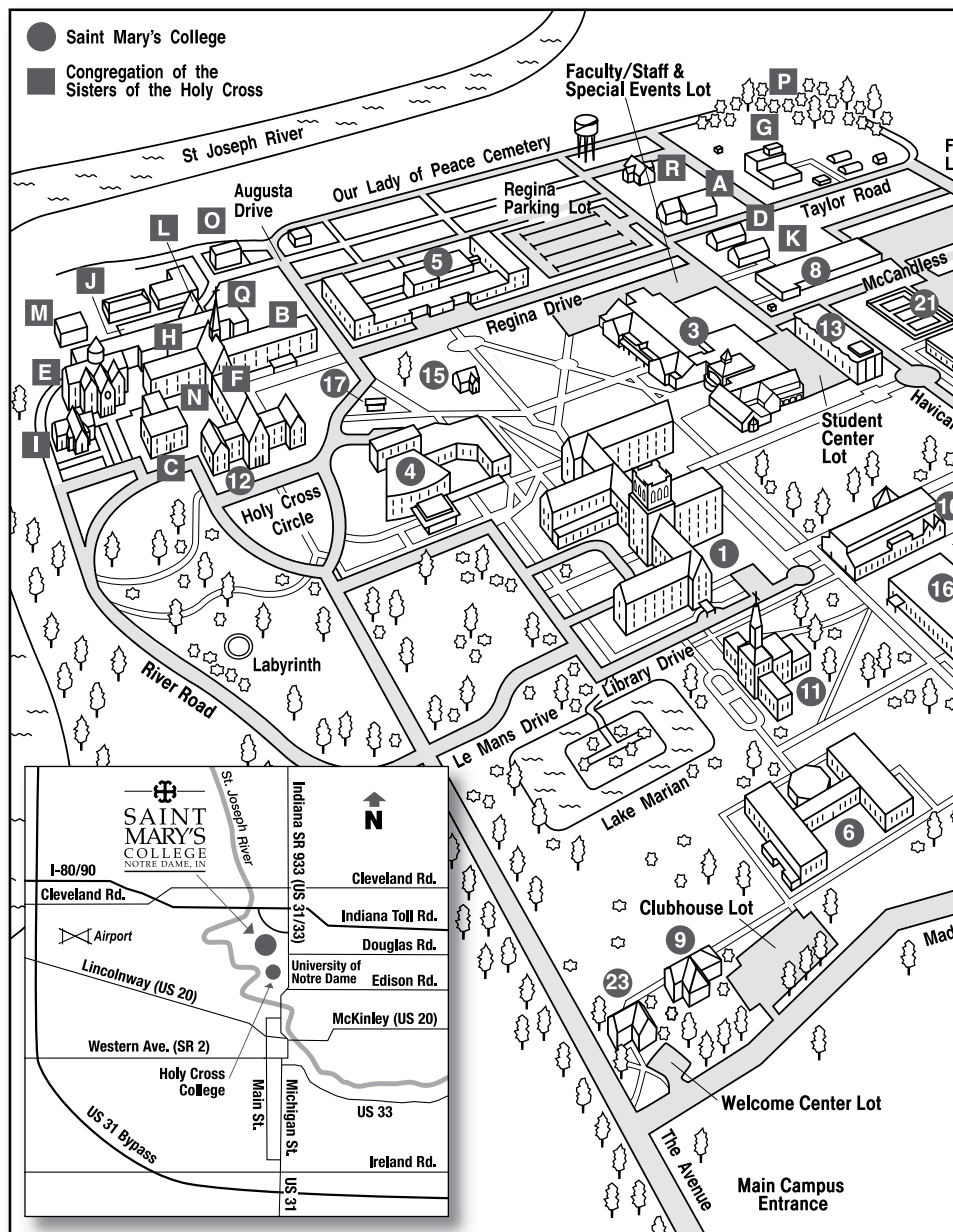 Saint Mary's College
Congregation of the
Sisters of the Holy Cross
St Joseph River
Faculty/Staff &
Special Events Lot
P
G
F
L
Our Lady of Peace Cemetery
R
A
Taylor Road
D
K
Augusta
Drive
O
L
Regina
Parking Lot
5
8
McCandless
21
J
M
Q
B
H
Regina Drive
3
13
E
F
N
17
15
Havican
I
C
12
4
Student
Center
Lot
Holy Cross
Circle
10
1
16
Labyrinth
River Road
Library Drive
11
Le Mans Drive
Lake Marian
6
Clubhouse Lot
9
Mad
23
Welcome Center Lot
The Avenue
Main Campus
Entrance
SAINT
MARY'S
COLLEGE
NOTRE DAME, IN
St. Joseph River
Indiana SR 933 (US 31/33)
N
I-80/90
Cleveland Rd.
Cleveland Rd.
Indiana Toll Rd.
Airport
Douglas Rd.
Lincolnway (US 20)
University of
Notre Dame
Edison Rd.
McKinley (US 20)
Western Ave. (SR 2)
Holy Cross
College
Main St.
Michigan St.
US 33
US 31 Bypass
Ireland Rd.
US 31